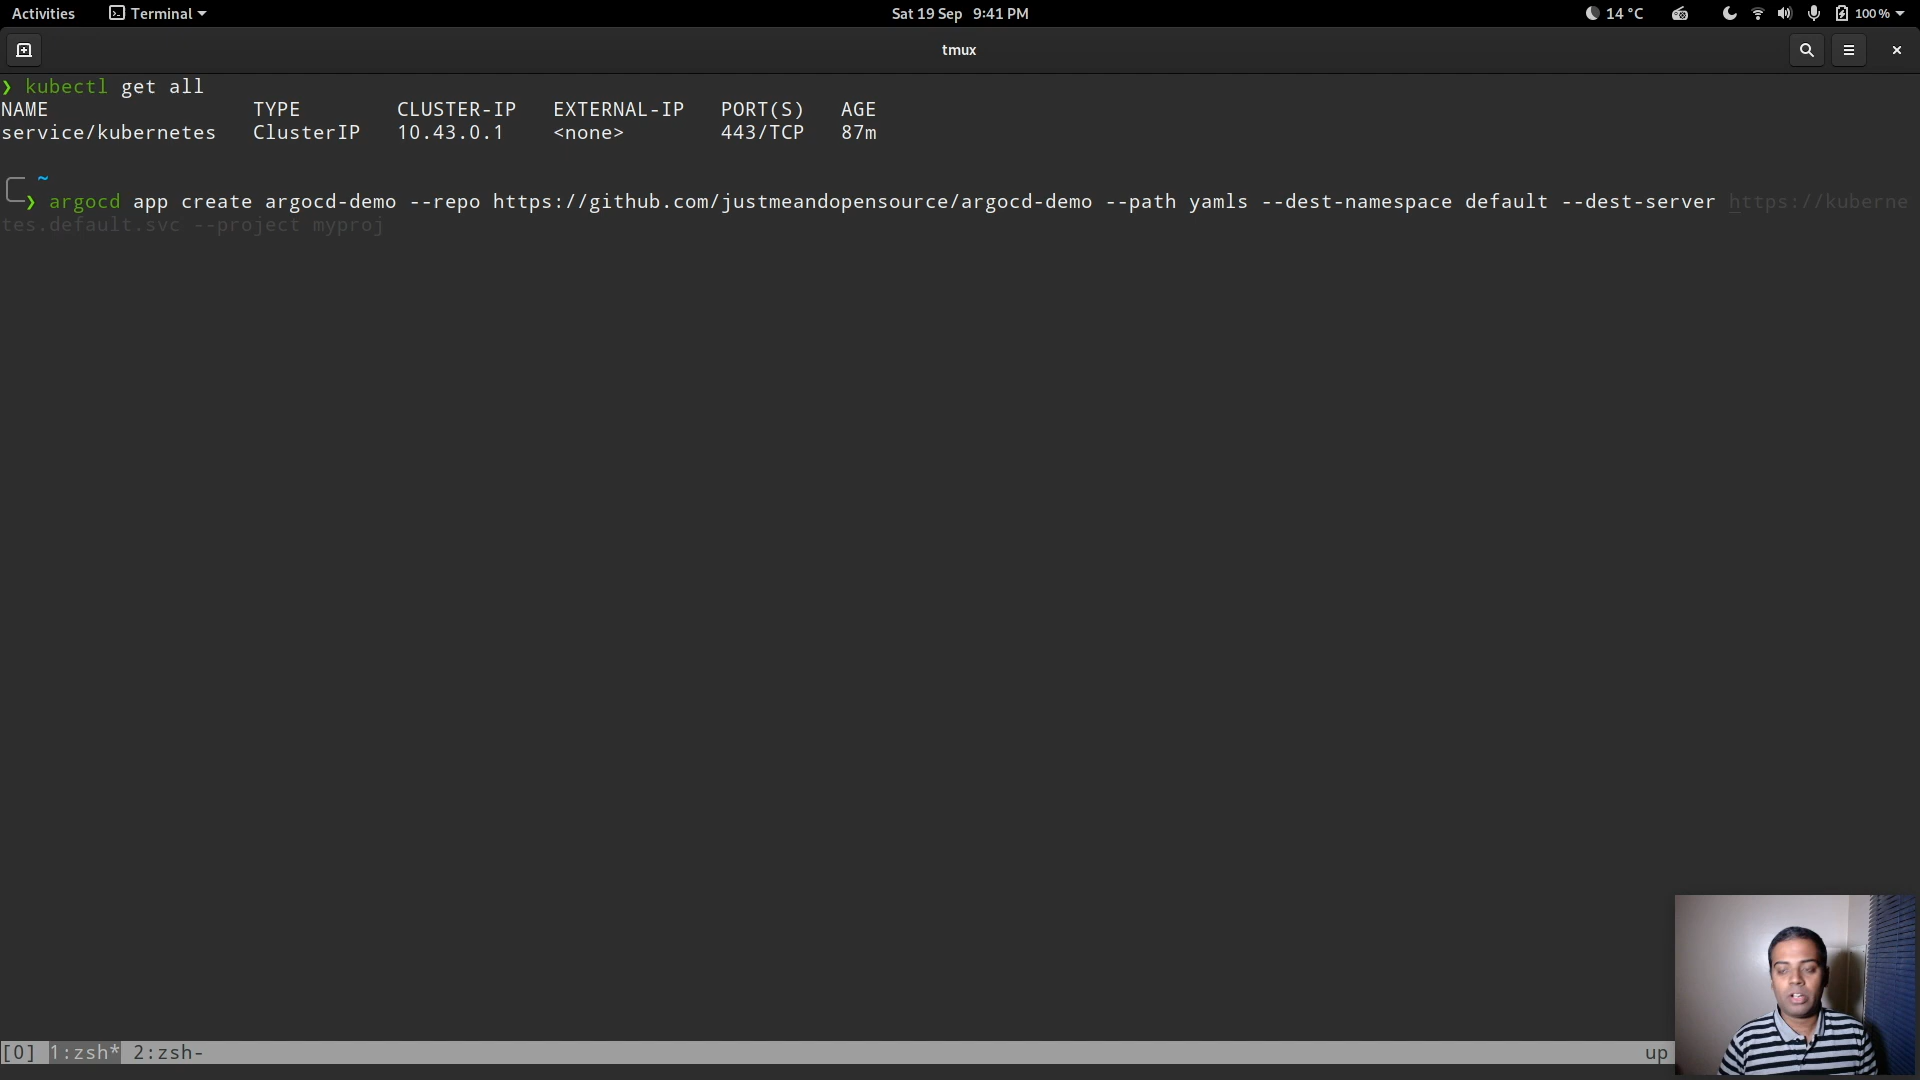 Activities Terminal Sat 19 Sep 9:41 PM 14 °C 100 %
tmux
❯ kubectl get all
NAME TYPE CLUSTER-IP EXTERNAL-IP PORT(S) AGE
service/kubernetes ClusterIP 10.43.0.1 <none> 443/TCP 87m
~
❯ argocd app create argocd-demo --repo https://github.com/justmeandopensource/argocd-demo --path yamls --dest-namespace default --dest-server https://kuberne
tes.default.svc --project myproj
[0] 1:zsh* 2:zsh- up